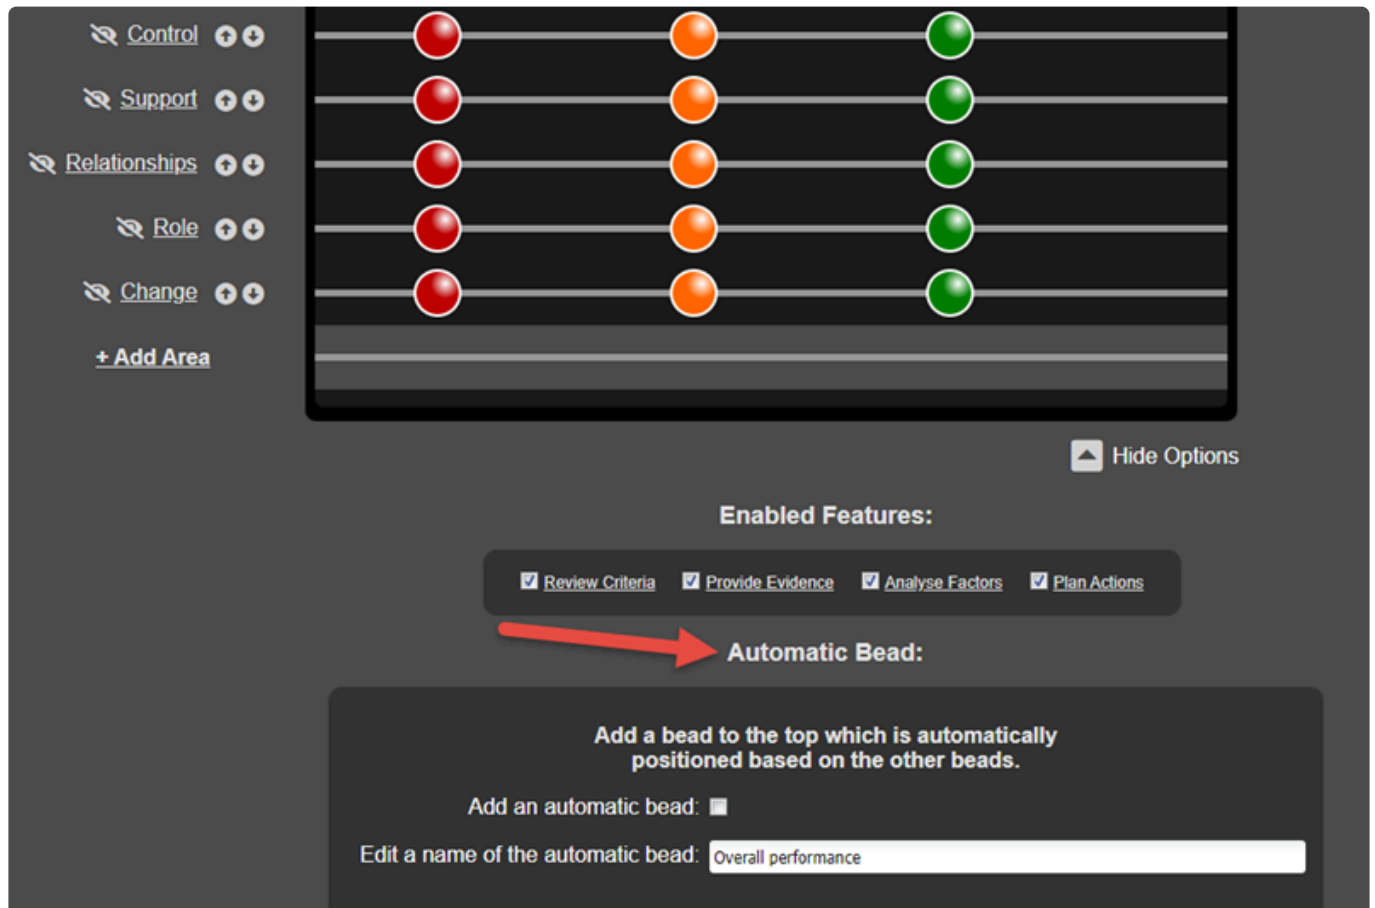 Control
Support
Relationships
Role
Change
+ Add Area
Hide Options
Enabled Features:
Review Criteria Provide Evidence Analyse Factors Plan Actions
Automatic Bead:
Add a bead to the top which is automatically
positioned based on the other beads.
Add an automatic bead:
Edit a name of the automatic bead: Overall performance